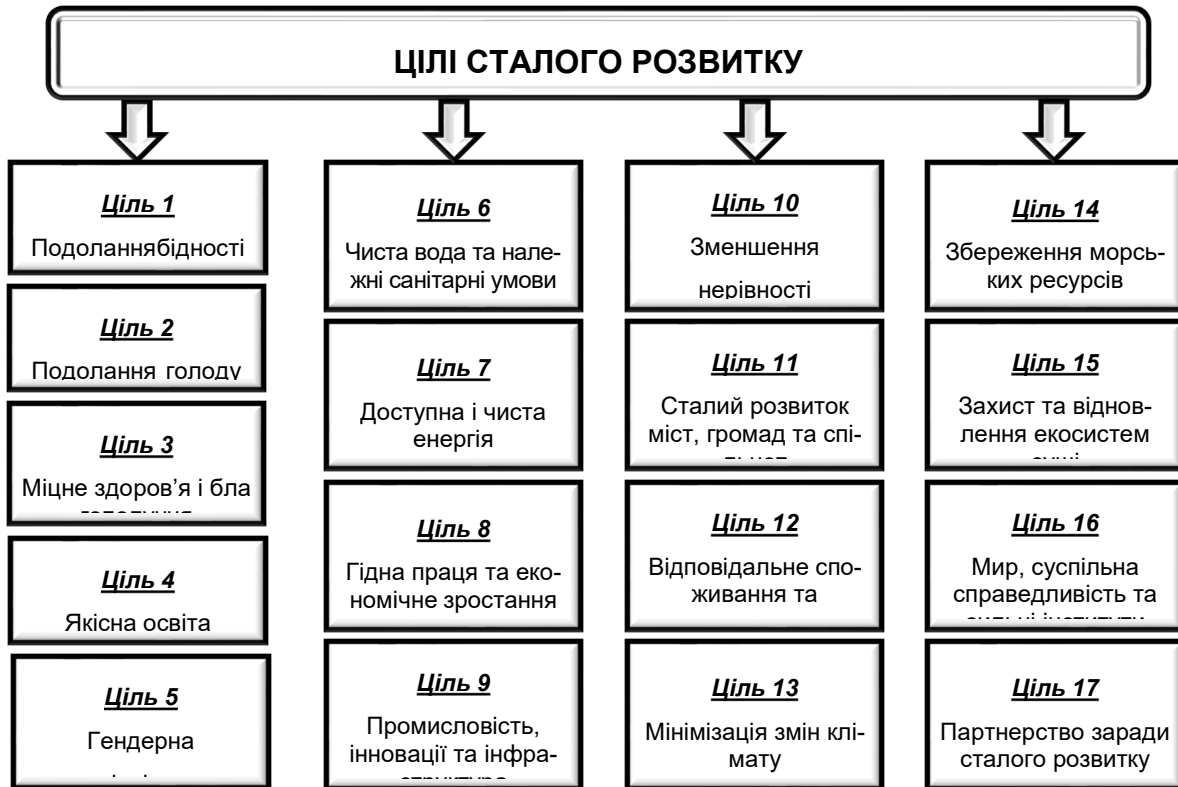 ЦІЛІ СТАЛОГО РОЗВИТКУ
Ціль 1
Подоланнябідності
Ціль 2
Подолання голоду
Ціль 3
Міцне здоров’я і бла
Ціль 4
Якісна освіта
Ціль 5
Гендерна
Ціль 6
Чиста вода та нале-
жні санітарні умови
Ціль 7
Доступна і чиста
енергія
Ціль 8
Гідна праця та еко-
номічне зростання
Ціль 9
Промисловість,
інновації та інфра-
структура
Ціль 10
Зменшення
нерівності
Ціль 11
Сталий розвиток
міст, громад та спі-
льнот
Ціль 12
Відповідальне спо-
живання та
Ціль 13
Мінімізація змін клі-
мату
Ціль 14
Збереження морсь-
ких ресурсів
Ціль 15
Захист та віднов-
лення екосистем
суші
Ціль 16
Мир, суспільна
справедливість та
сильні інститути
Ціль 17
Партнерство заради
сталого розвитку